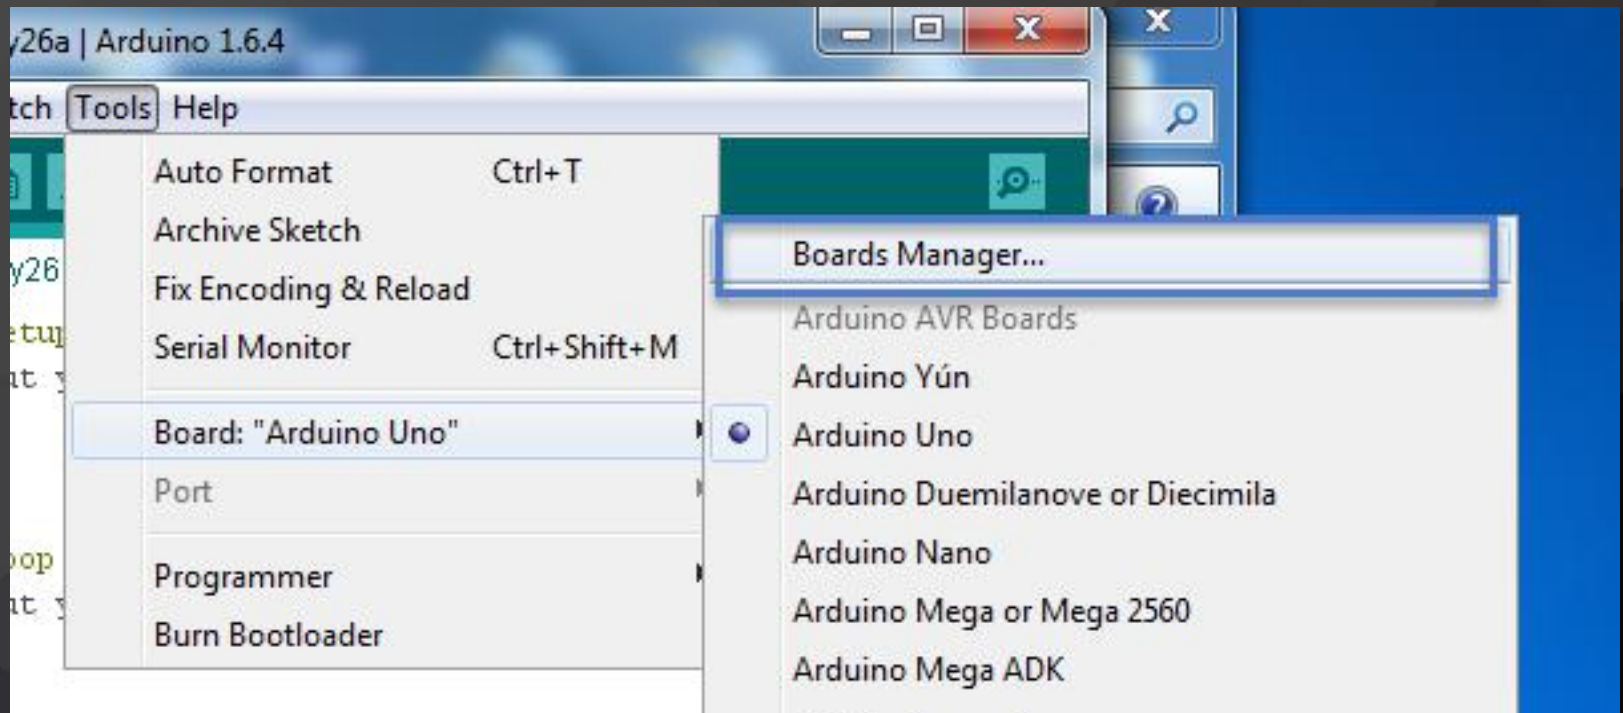 y26a | Arduino 1.6.4
tch Tools Help
Auto Format Ctrl+T
Archive Sketch
Fix Encoding & Reload
Serial Monitor Ctrl+Shift+M
Board: "Arduino Uno"
Port
Programmer
Burn Bootloader
y26
etup
ut y
oop
ut y
Boards Manager...
Arduino AVR Boards
Arduino Yún
Arduino Uno
Arduino Duemilanove or Diecimila
Arduino Nano
Arduino Mega or Mega 2560
Arduino Mega ADK